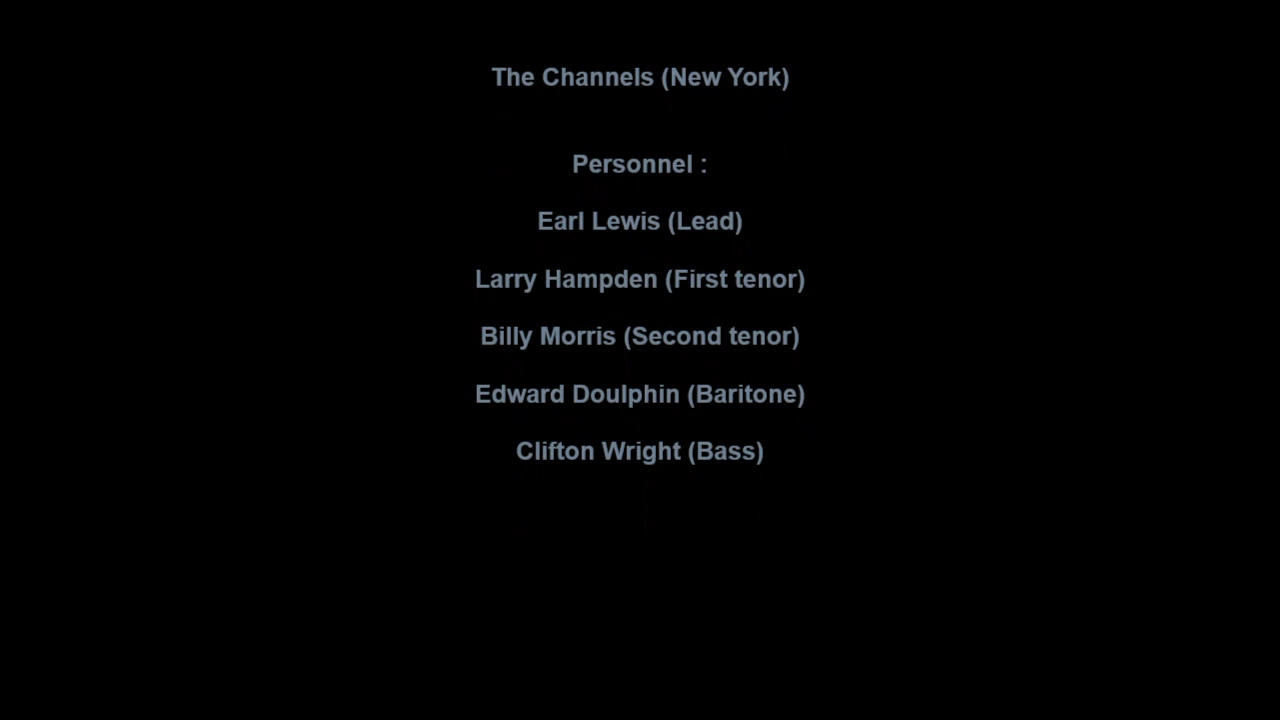 The Channels (New York)
Personnel :
Earl Lewis (Lead)
Larry Hampden (First tenor)
Billy Morris (Second tenor)
Edward Doulphin (Baritone)
Clifton Wright (Bass)